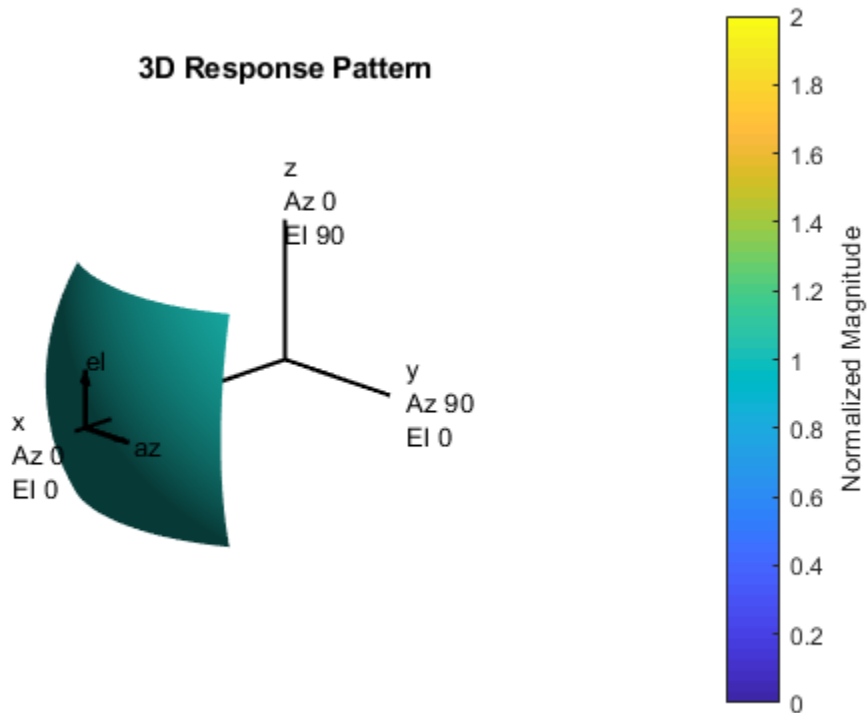 3D Response Pattern
z
Az 0
El 90
el
az
x
Az 0
El 0
y
Az 90
El 0
2
1.8
1.6
1.4
1.2
1
0.8
0.6
0.4
0.2
0
Normalized Magnitude